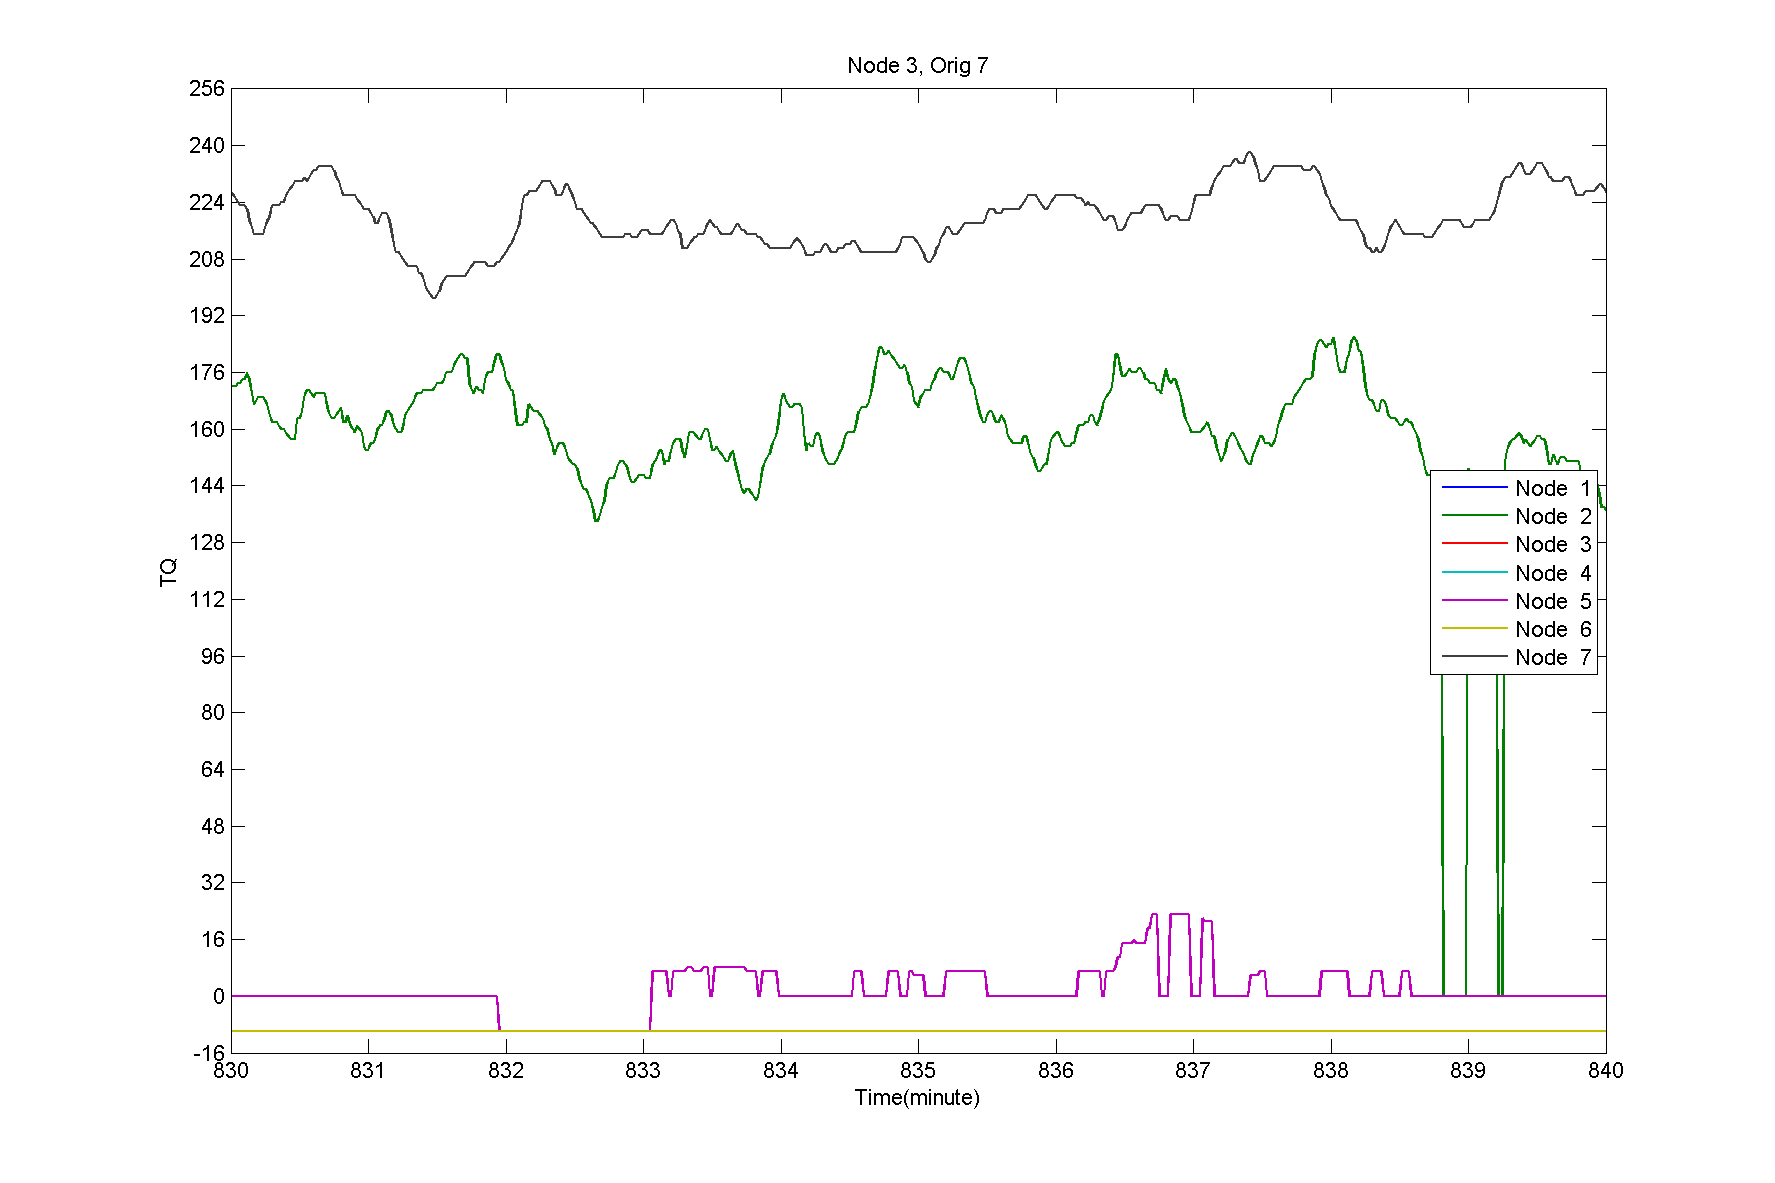 Node 3, Orig 7
256
240
224
208
192
176
160
144
128
112
96
80
64
48
32
16
0
-16
TQ
Node 1
Node 2
Node 3
Node 4
Node 5
Node 6
Node 7
830 831 832 833 834 835 836 837 838 839 840
Time(minute)